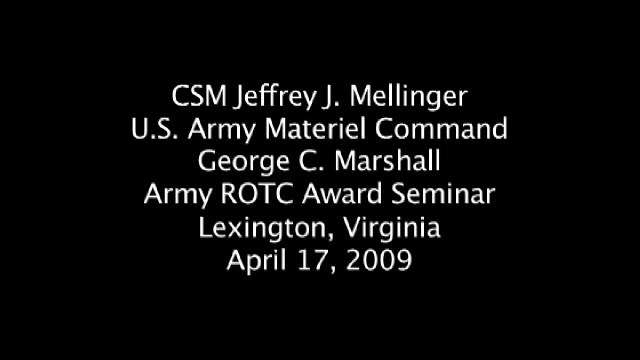 CSM Jeffrey J. Mellinger
U.S. Army Materiel Command
George C. Marshall
Army ROTC Award Seminar
Lexington, Virginia
April 17, 2009